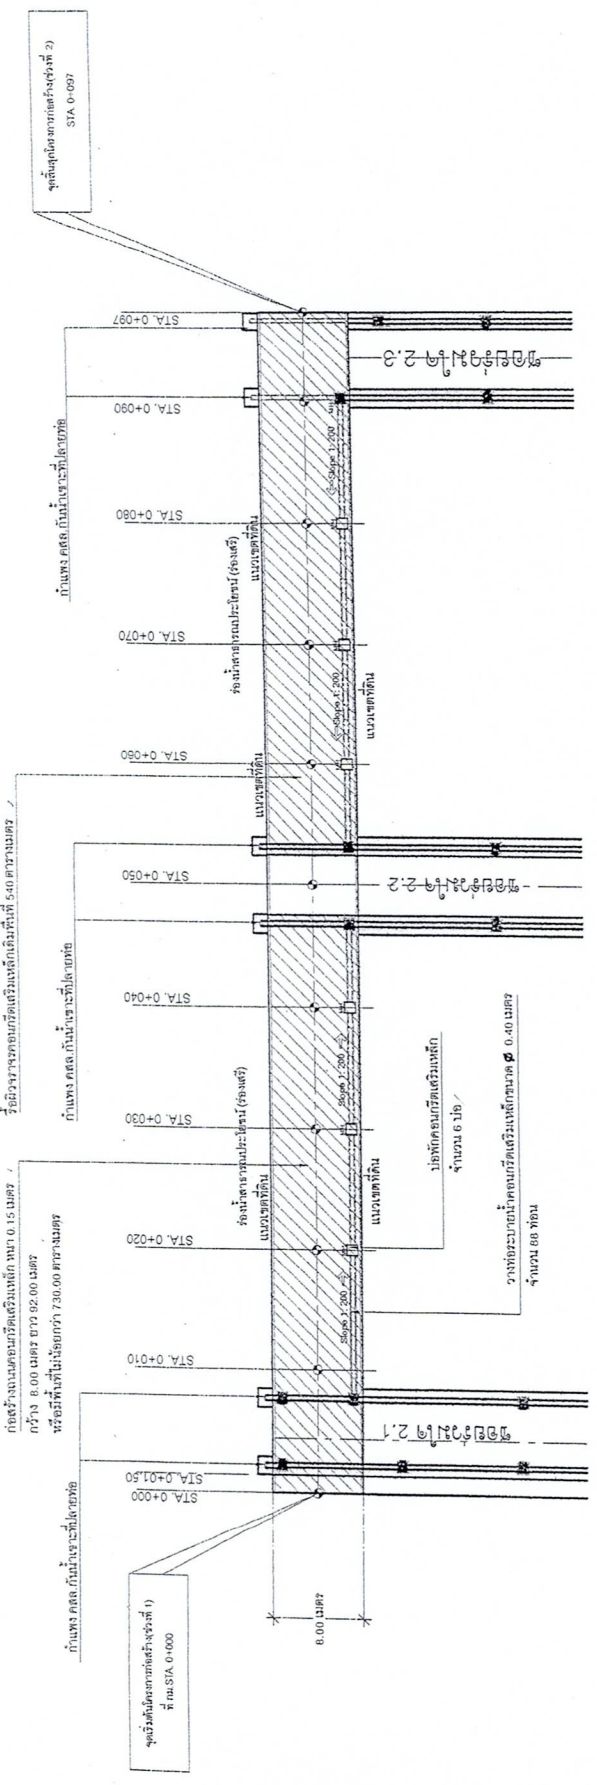 จุดสิ้นสุดโครงการก่อสร้าง(ช่วงที่ 2)
STA 0+097
กำแพง คสล.กันน้ำเซาะที่ปลายท่อ
STA. 0+097
STA. 0+090
STA. 0+080
STA. 0+070
STA. 0+060
STA. 0+050
STA. 0+040
STA. 0+030
STA. 0+020
STA. 0+010
STA. 0+01.50
STA. 0+000
ร่องน้ำสาธารณประโยชน์ (ร่องเสรี)
แนวเขตที่ดิน
แนวเขตที่ดิน
แนวเขตที่ดิน
Slope 1:200
Slope 1:200
ซอยร่วมใจ 2.3
รื้อผิวจราจรคอนกรีตเสริมเหล็กเดิมพื้นที่ 540 ตารางเมตร
กำแพง คสล.กันน้ำเซาะที่ปลายท่อ
ซอยร่วมใจ 2.2
ก่อสร้างถนนคอนกรีตเสริมเหล็ก หนา 0.15 เมตร
กว้าง 8.00 เมตร ยาว 92.00 เมตร
หรือมีพื้นที่ไม่น้อยกว่า 730.00 ตารางเมตร
ร่องน้ำสาธารณประโยชน์ (ร่องเสรี)
แนวเขตที่ดิน
แนวเขตที่ดิน
Slope 1:200
Slope 1:200
บ่อพักคอนกรีตเสริมเหล็ก
จำนวน 6 บ่อ
วางท่อระบายน้ำคอนกรีตเสริมเหล็กขนาด Ø 0.40 เมตร
จำนวน 68 ท่อน
กำแพง คสล.กันน้ำเซาะที่ปลายท่อ
ซอยร่วมใจ 2.1
จุดเริ่มต้นโครงการก่อสร้าง(ช่วงที่ 1)
ที่ กม.STA. 0+000
8.00 เมตร